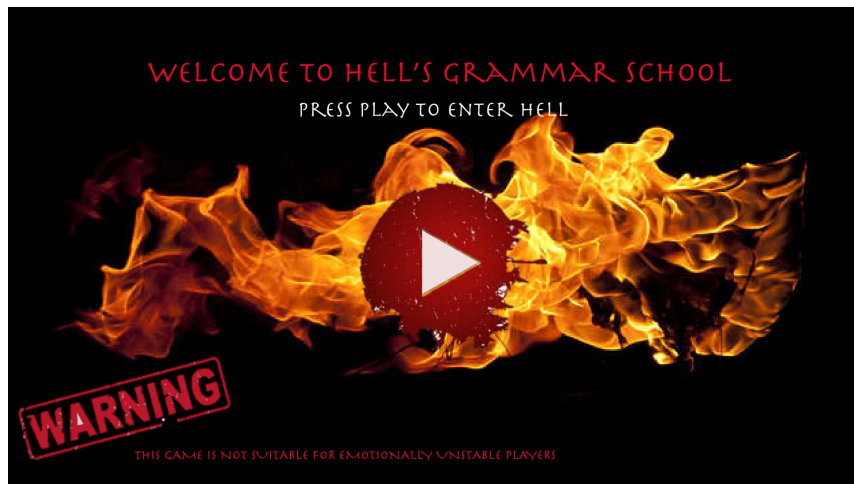 WELCOME TO HELL'S GRAMMAR SCHOOL
PRESS PLAY TO ENTER HELL
WARNING
THIS GAME IS NOT SUITABLE FOR EMOTIONALLY UNSTABLE PLAYERS